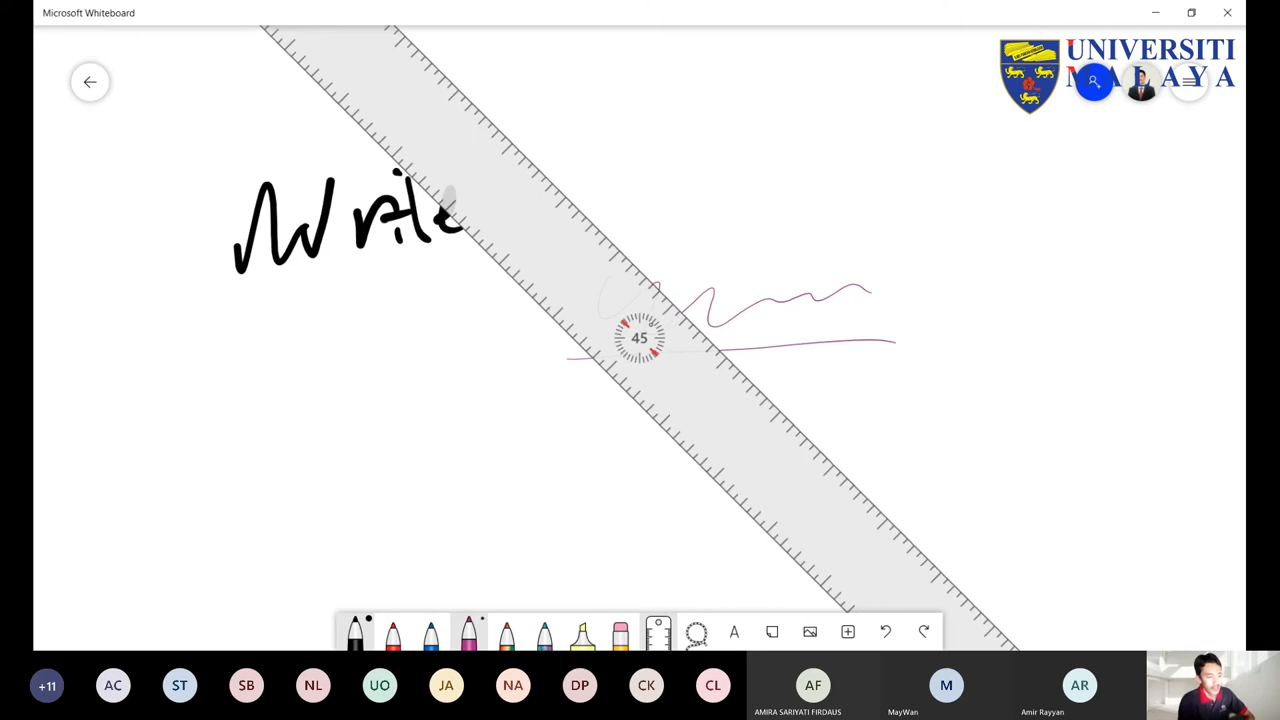 Microsoft Whiteboard
UNIVERSITI
MALAYA
Write
45
A
+11
AC
ST
SB
NL
UO
JA
NA
DP
CK
CL
AF
M
AR
AMIRA SARIYATI FIRDAUS
MayWan
Amir Rayyan